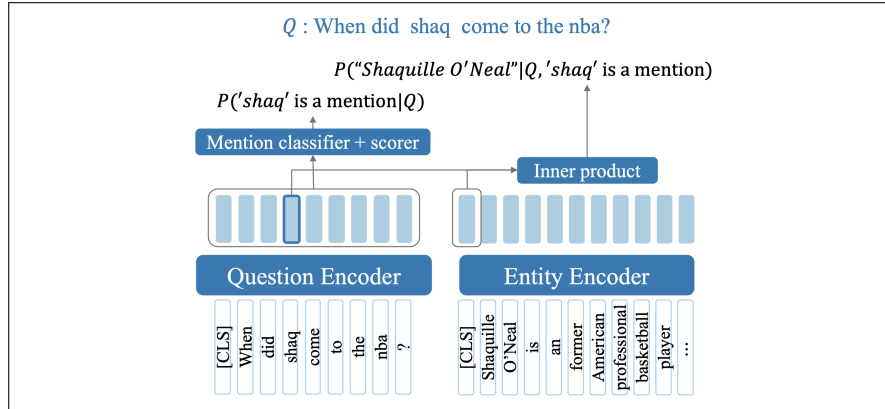 Q : When did shaq come to the nba?
P("Shaquille O'Neal"|Q, 'shaq' is a mention)
P('shaq' is a mention|Q)
Mention classifier + scorer
Inner product
Question Encoder
Entity Encoder
[CLS]
When
did
shaq
come
to
the
nba
?
[CLS]
Shaquille
O'Neal
is
an
former
American
professional
basketball
player
...